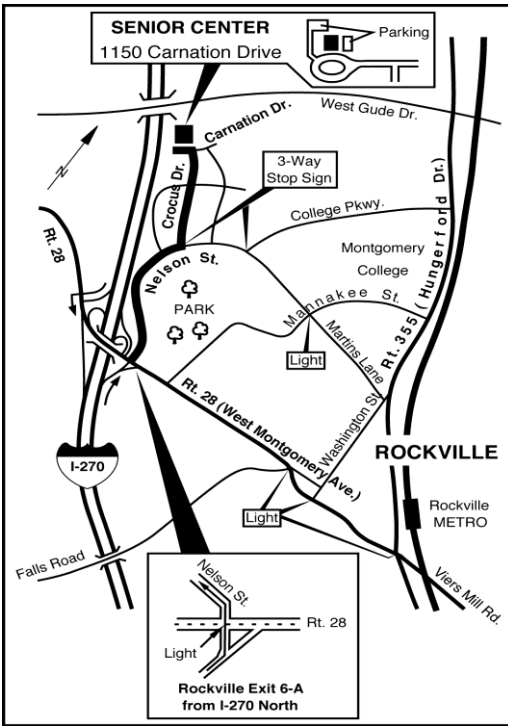 SENIOR CENTER
1150 Carnation Drive
Parking
West Gude Dr.
Carnation Dr.
N
3-Way
Stop Sign
Crocus Dr.
College Pkwy.
Rt. 28
Nelson St.
Montgomery
College
Rt. 355 (Hungerford Dr.)
PARK
Mannakee St.
Martins Lane
Light
Rt. 28 (West Montgomery Ave.)
Washington St.
ROCKVILLE
I-270
Rockville
METRO
Light
Falls Road
Viers Mill Rd.
Nelson St.
Rt. 28
Light
Rockville Exit 6-A
from I-270 North